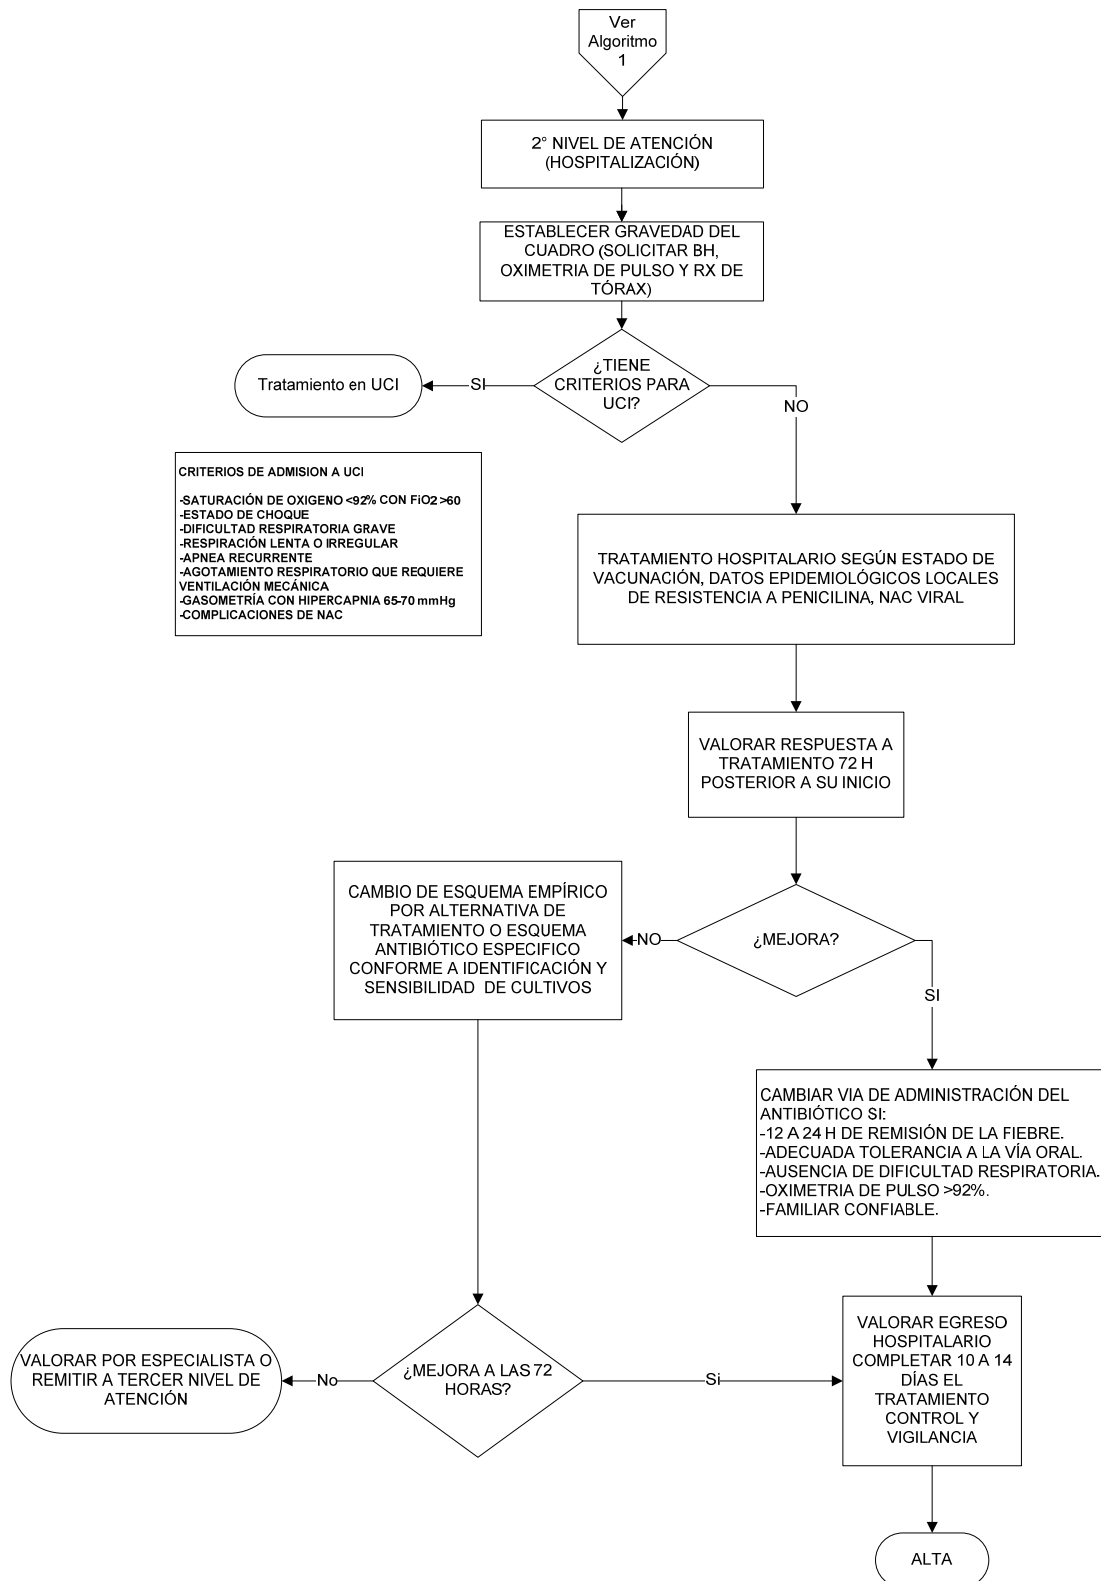 Ver
Algoritmo
1
2° NIVEL DE ATENCIÓN
(HOSPITALIZACIÓN)
ESTABLECER GRAVEDAD DEL
CUADRO (SOLICITAR BH,
OXIMETRIA DE PULSO Y RX DE
TÓRAX)
¿TIENE
CRITERIOS PARA
UCI?
SI
Tratamiento en UCI
NO
CRITERIOS DE ADMISION A UCI
-SATURACIÓN DE OXIGENO <92% CON FiO2 >60
-ESTADO DE CHOQUE
-DIFICULTAD RESPIRATORIA GRAVE
-RESPIRACIÓN LENTA O IRREGULAR
-APNEA RECURRENTE
-AGOTAMIENTO RESPIRATORIO QUE REQUIERE
VENTILACIÓN MECÁNICA
-GASOMETRÍA CON HIPERCAPNIA 65-70 mmHg
-COMPLICACIONES DE NAC
TRATAMIENTO HOSPITALARIO SEGÚN ESTADO DE
VACUNACIÓN, DATOS EPIDEMIOLÓGICOS LOCALES
DE RESISTENCIA A PENICILINA, NAC VIRAL
VALORAR RESPUESTA A
TRATAMIENTO 72 H
POSTERIOR A SU INICIO
¿MEJORA?
NO
CAMBIO DE ESQUEMA EMPÍRICO
POR ALTERNATIVA DE
TRATAMIENTO O ESQUEMA
ANTIBIÓTICO ESPECIFICO
CONFORME A IDENTIFICACIÓN Y
SENSIBILIDAD DE CULTIVOS
SI
CAMBIAR VIA DE ADMINISTRACIÓN DEL
ANTIBIÓTICO SI:
-12 A 24 H DE REMISIÓN DE LA FIEBRE.
-ADECUADA TOLERANCIA A LA VÍA ORAL.
-AUSENCIA DE DIFICULTAD RESPIRATORIA.
-OXIMETRIA DE PULSO >92%.
-FAMILIAR CONFIABLE.
¿MEJORA A LAS 72
HORAS?
No
VALORAR POR ESPECIALISTA O
REMITIR A TERCER NIVEL DE
ATENCIÓN
Si
VALORAR EGRESO
HOSPITALARIO
COMPLETAR 10 A 14
DÍAS EL
TRATAMIENTO
CONTROL Y
VIGILANCIA
ALTA